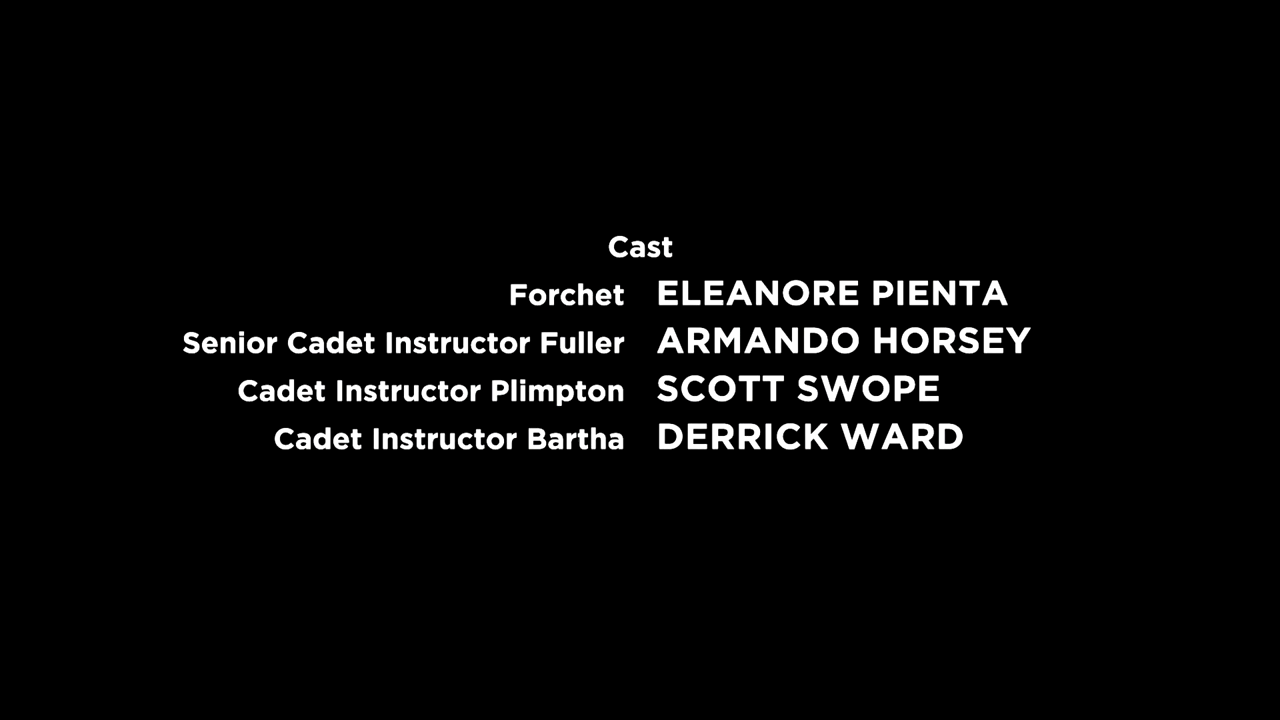 Cast
Forchet ELEANORE PIENTA
Senior Cadet Instructor Fuller ARMANDO HORSEY
Cadet Instructor Plimpton SCOTT SWOPE
Cadet Instructor Bartha DERRICK WARD